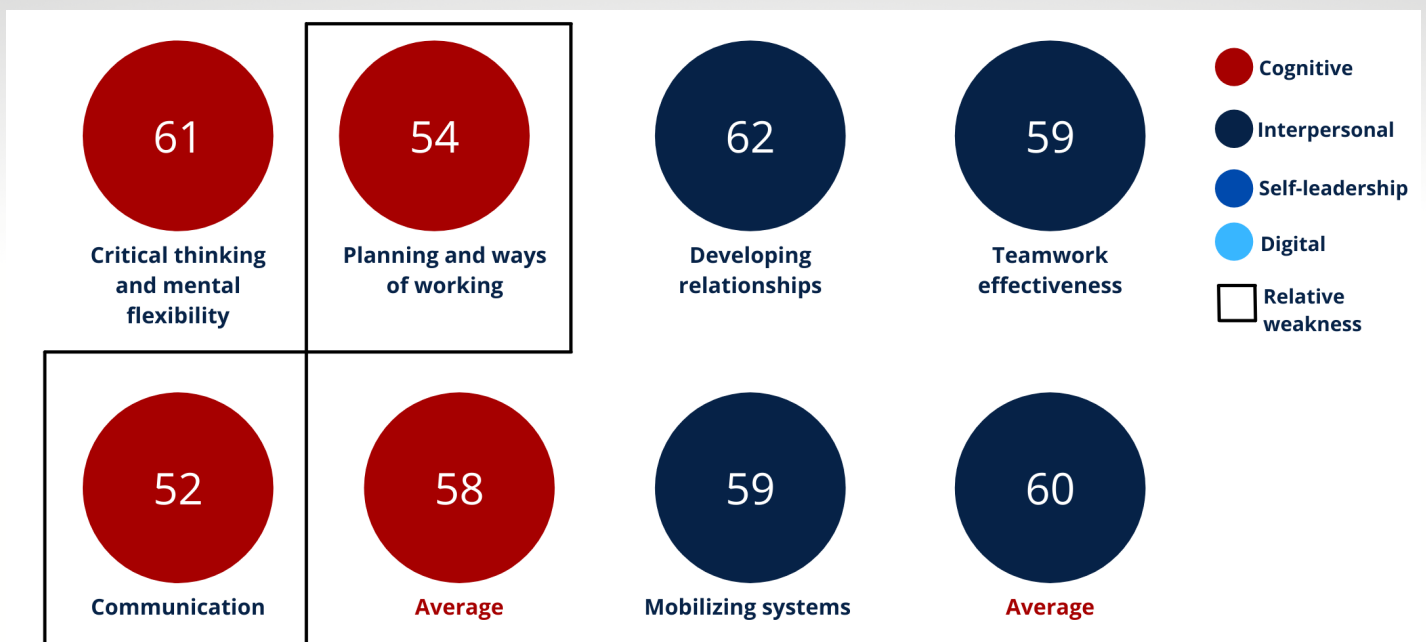 61
54
62
59
Critical thinking
and mental
flexibility
Planning and ways
of working
Developing
relationships
Teamwork
effectiveness
52
58
59
60
Communication
Average
Mobilizing systems
Average
Cognitive
Interpersonal
Self-leadership
Digital
Relative
weakness